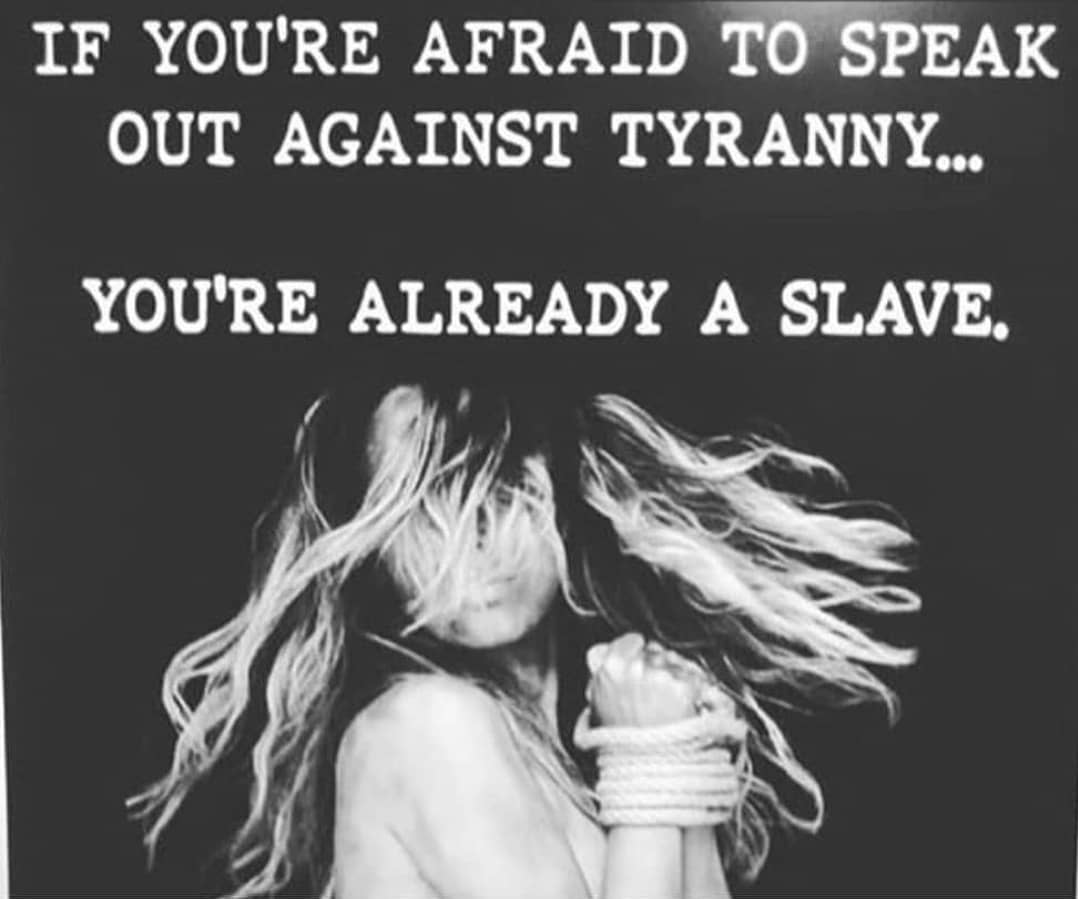 IF YOU'RE AFRAID TO SPEAK
OUT AGAINST TYRANNY...
YOU'RE ALREADY A SLAVE.